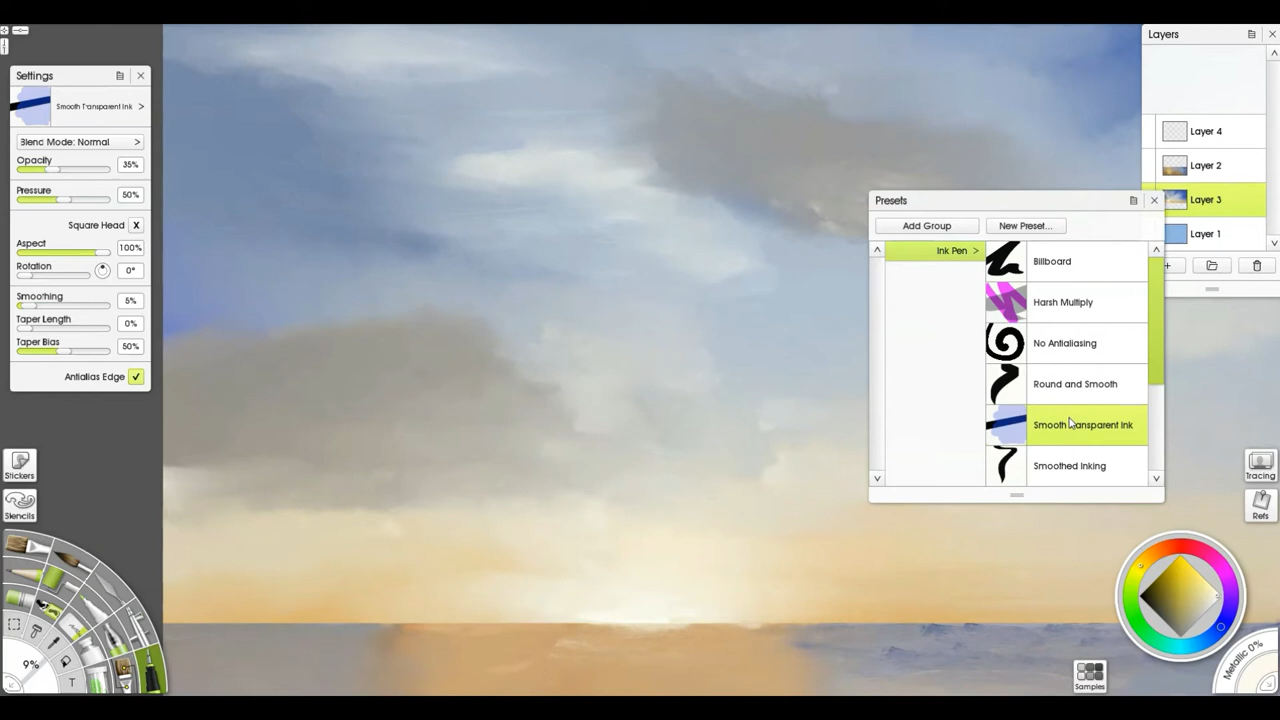 Settings
Smooth Transparent Ink >
Blend Mode: Normal >
Opacity
35%
Pressure
50%
Square Head X
Aspect
100%
Rotation
0°
Smoothing
5%
Taper Length
0%
Taper Bias
50%
Antialias Edge
Stickers
Stencils
9%
T
Presets
Add Group
New Preset...
Ink Pen >
Billboard
Harsh Multiply
No Antialiasing
Round and Smooth
Smooth Transparent Ink
Smoothed Inking
Layers
Layer 4
Layer 2
Layer 3
Layer 1
Tracing
Refs
Samples
Metallic 0%